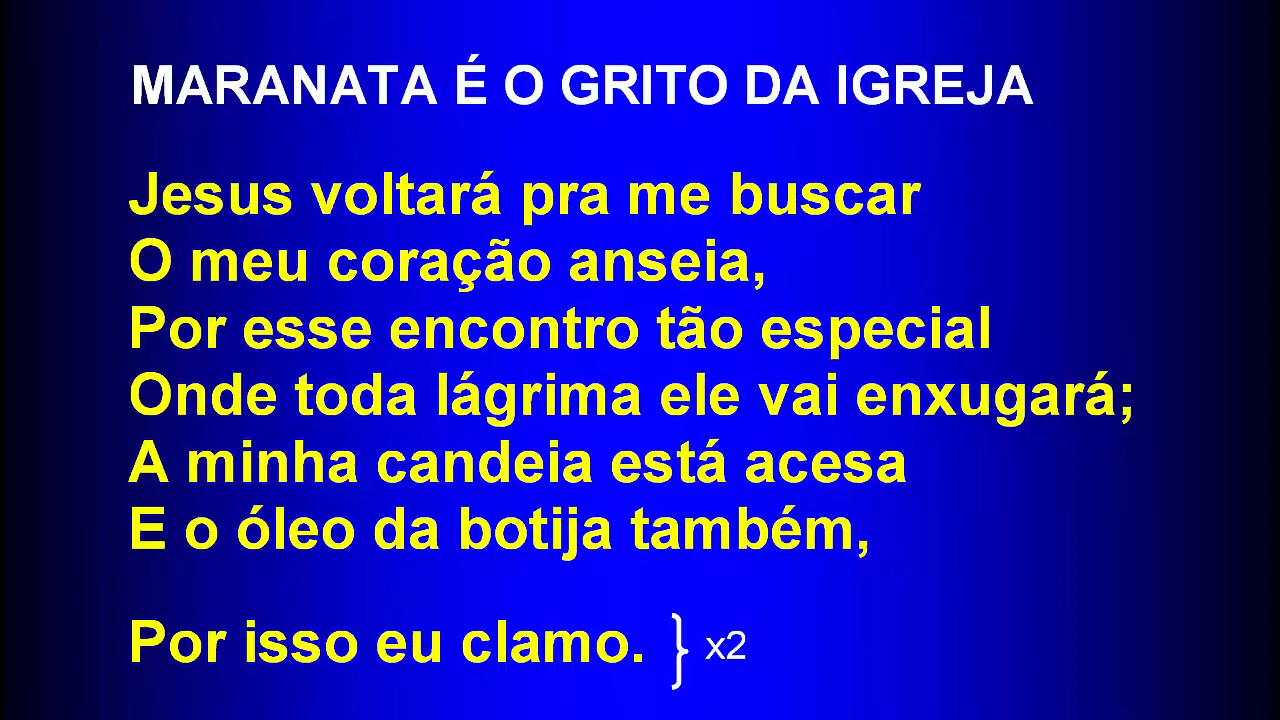 MARANATA É O GRITO DA IGREJA
Jesus voltará pra me buscar
O meu coração anseia,
Por esse encontro tão especial
Onde toda lágrima ele vai enxugará;
A minha candeia está acesa
E o óleo da botija também,
Por isso eu clamo. } x2